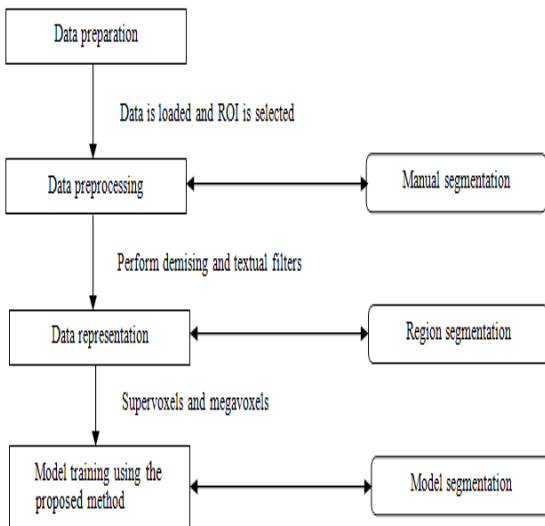 Data preparation
Data is loaded and ROI is selected
Data preprocessing
Manual segmentation
Perform demising and textual filters
Data representation
Region segmentation
Supervoxels and megavoxels
Model training using the
proposed method
Model segmentation